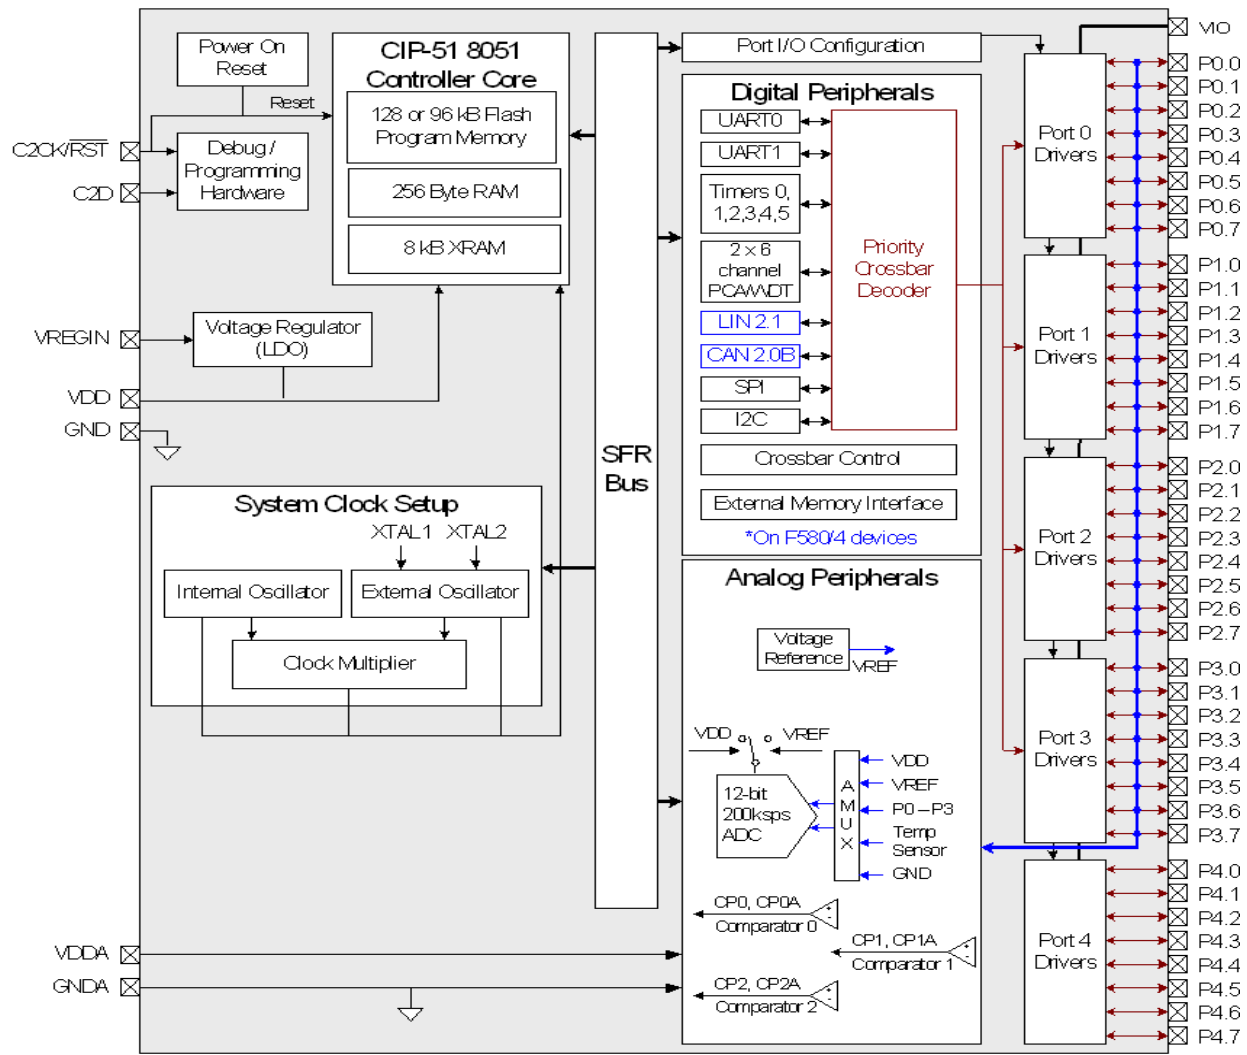 Power On
Reset
Reset
C2CK/RST
C2D
Debug /
Programming
Hardware
CIP-51 8051
Controller Core
128 or 96 kB Flash
Program Memory
256 Byte RAM
8 kB XRAM
VREGIN
Voltage Regulator
(LDO)
VDD
GND
System Clock Setup
XTAL1
XTAL2
Internal Oscillator
External Oscillator
Clock Multiplier
VDDA
GNDA
SFR
Bus
Port I/O Configuration
Digital Peripherals
UART0
UART1
Timers 0,
1,2,3,4,5
2 x 6
channel
PCA/WDT
LIN 2.1
CAN 2.0B
SPI
I2C
Priority
Crossbar
Decoder
Crossbar Control
External Memory Interface
*On F580/4 devices
Analog Peripherals
Voltage
Reference
VREF
VDD
VREF
12-bit
200ksps
ADC
A
M
U
X
VDD
VREF
P0 – P3
Temp
Sensor
GND
CP0, CP0A
Comparator 0
+
-
CP1, CP1A
Comparator 1
+
-
CP2, CP2A
Comparator 2
+
-
Port 0
Drivers
Port 1
Drivers
Port 2
Drivers
Port 3
Drivers
Port 4
Drivers
VIO
P0.0
P0.1
P0.2
P0.3
P0.4
P0.5
P0.6
P0.7
P1.0
P1.1
P1.2
P1.3
P1.4
P1.5
P1.6
P1.7
P2.0
P2.1
P2.2
P2.3
P2.4
P2.5
P2.6
P2.7
P3.0
P3.1
P3.2
P3.3
P3.4
P3.5
P3.6
P3.7
P4.0
P4.1
P4.2
P4.3
P4.4
P4.5
P4.6
P4.7